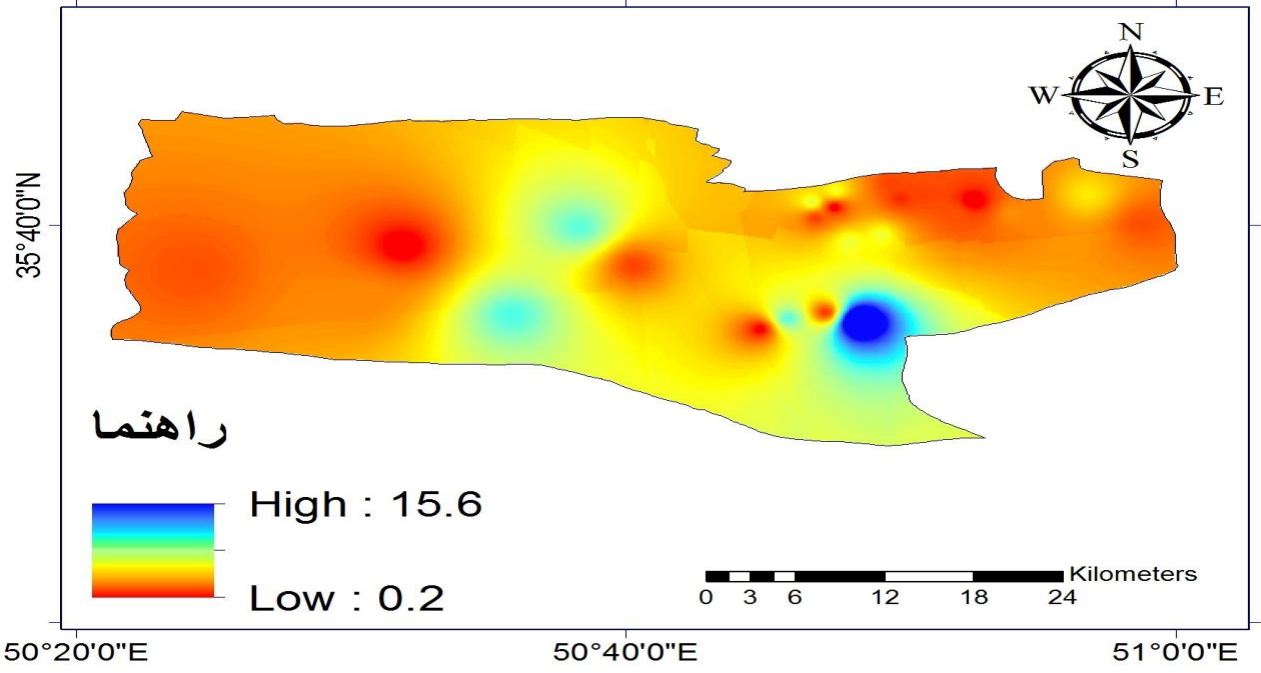 N
W E
S
35°40'0"N
راهنما
High : 15.6
Low : 0.2
Kilometers
0 3 6 12 18 24
50°20'0"E 50°40'0"E 51°0'0"E